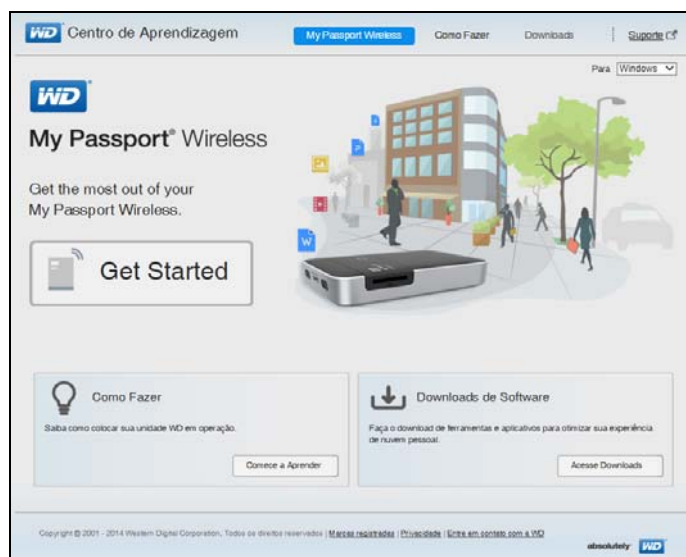 WD Centro de Aprendizagem
My Passport Wireless
Como Fazer
Downloads
Suporte
Para Windows
WD
My Passport® Wireless
Get the most out of your
My Passport Wireless.
Get Started
W
Como Fazer
Saiba como colocar sua unidade WD em operação.
Comece a Aprender
Downloads de Software
Faça o download de ferramentas e aplicativos para otimizar sua experiência
de nuvem pessoal.
Acesse Downloads
Copyright © 2001 - 2014 Western Digital Corporation, Todos os direitos reservados | Marcas registradas | Privacidade | Entre em contato com a WD
absolutely WD